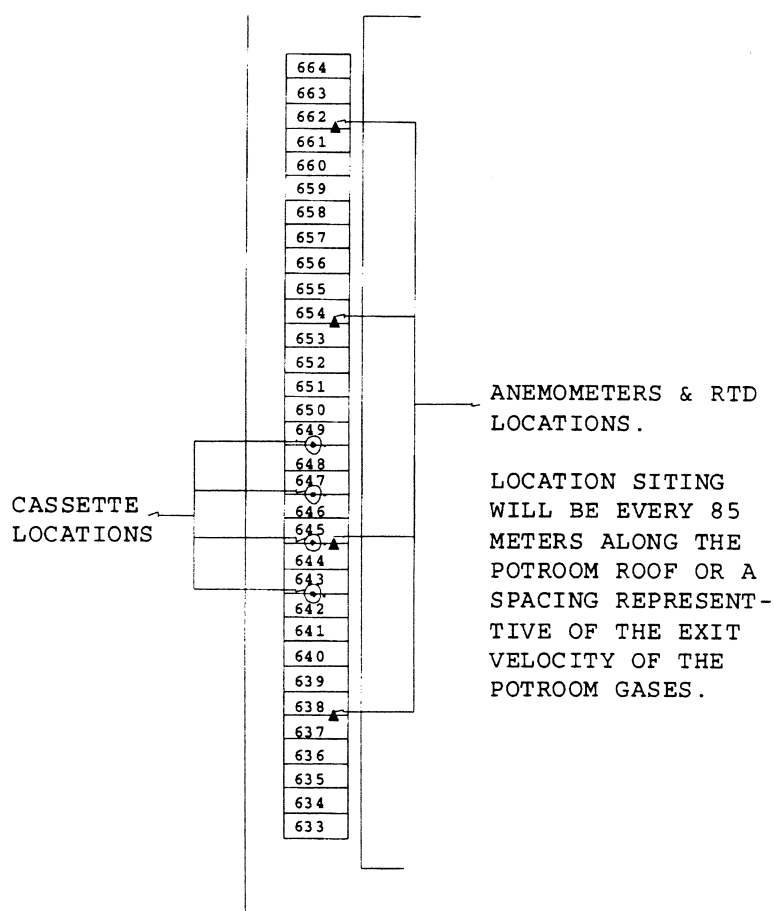 664
663
662
661
660
659
658
657
656
655
654
653
652
651
650
649
648
647
646
645
644
643
642
641
640
639
638
637
636
635
634
633
CASSETTE
LOCATIONS
ANEMOMETERS & RTD
LOCATIONS.
LOCATION SITING
WILL BE EVERY 85
METERS ALONG THE
POTROOM ROOF OR A
SPACING REPRESENT-
TIVE OF THE EXIT
VELOCITY OF THE
POTROOM GASES.